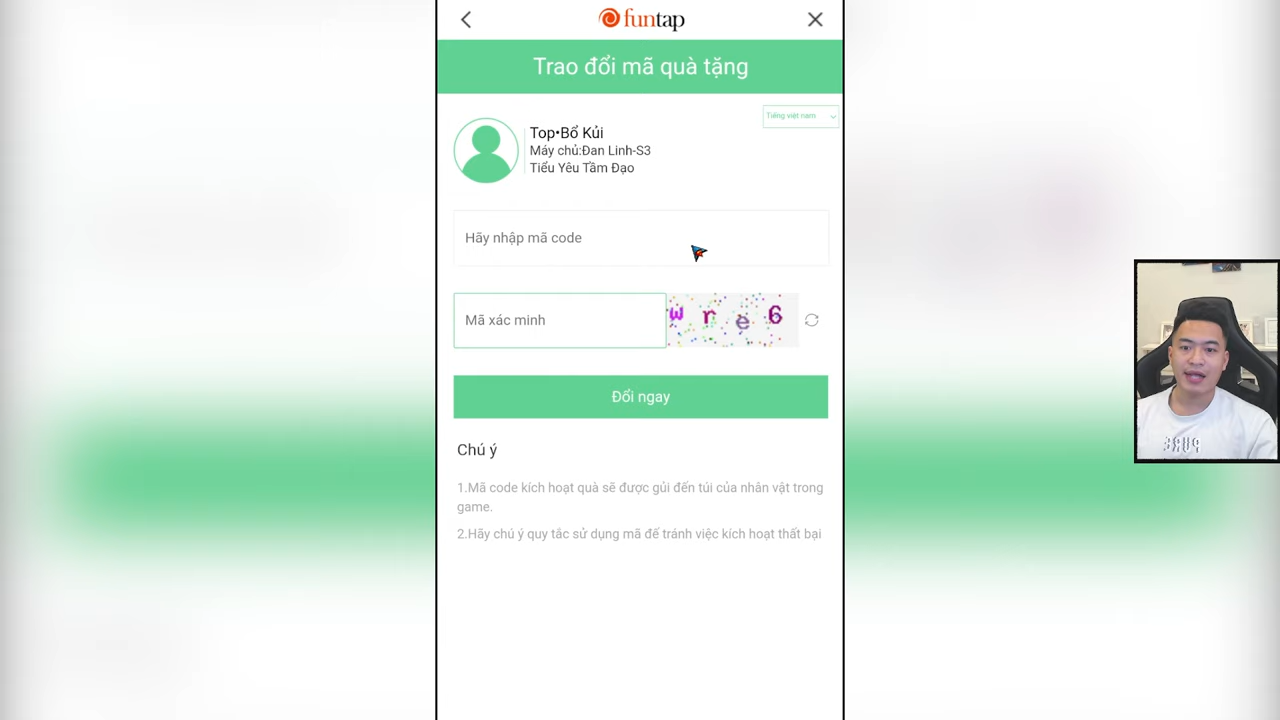 funtap
Trao đổi mã quà tặng
Tiếng việt nam
Top•Bổ Kủi
Máy chủ:Đan Linh-S3
Tiểu Yêu Tầm Đạo
Hãy nhập mã code
Mã xác minh
w r e 6
Đổi ngay
Chú ý
1.Mã code kích hoạt quà sẽ được gủi đến túi của nhân vật trong
game.
2.Hãy chú ý quy tắc sử dụng mã để tránh việc kích hoạt thất bại